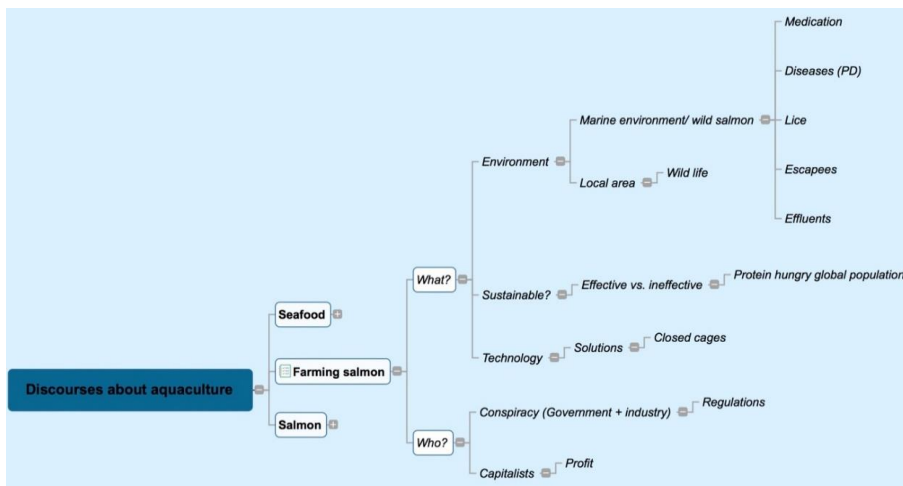 Discourses about aquaculture
Seafood
Farming salmon
What?
Environment
Marine environment/ wild salmon
Medication
Diseases (PD)
Lice
Escapees
Effluents
Local area
Wild life
Sustainable?
Effective vs. ineffective
Protein hungry global population
Technology
Solutions
Closed cages
Who?
Conspiracy (Government + industry)
Regulations
Capitalists
Profit
Salmon